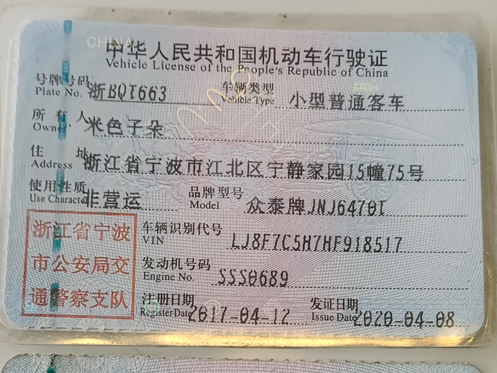 中华人民共和国机动车行驶证
Vehicle License of the People's Republic of China
号牌号码 Plate No. 浙BQT663 车辆类型 Vehicle Type 小型普通客车
所有人 Owner 米色子朵
住址 Address 浙江省宁波市江北区宁静家园15幢75号
使用性质 Use Character 非营运 品牌型号 Model 众泰牌JNJ6470T
浙江省宁波
市公安局交
通警察支队
车辆识别代号 VIN LJ8F7C5H7HF918517
发动机号码 Engine No. SSS0689
注册日期 Register Date 2017-04-12 发证日期 Issue Date 2020-04-08